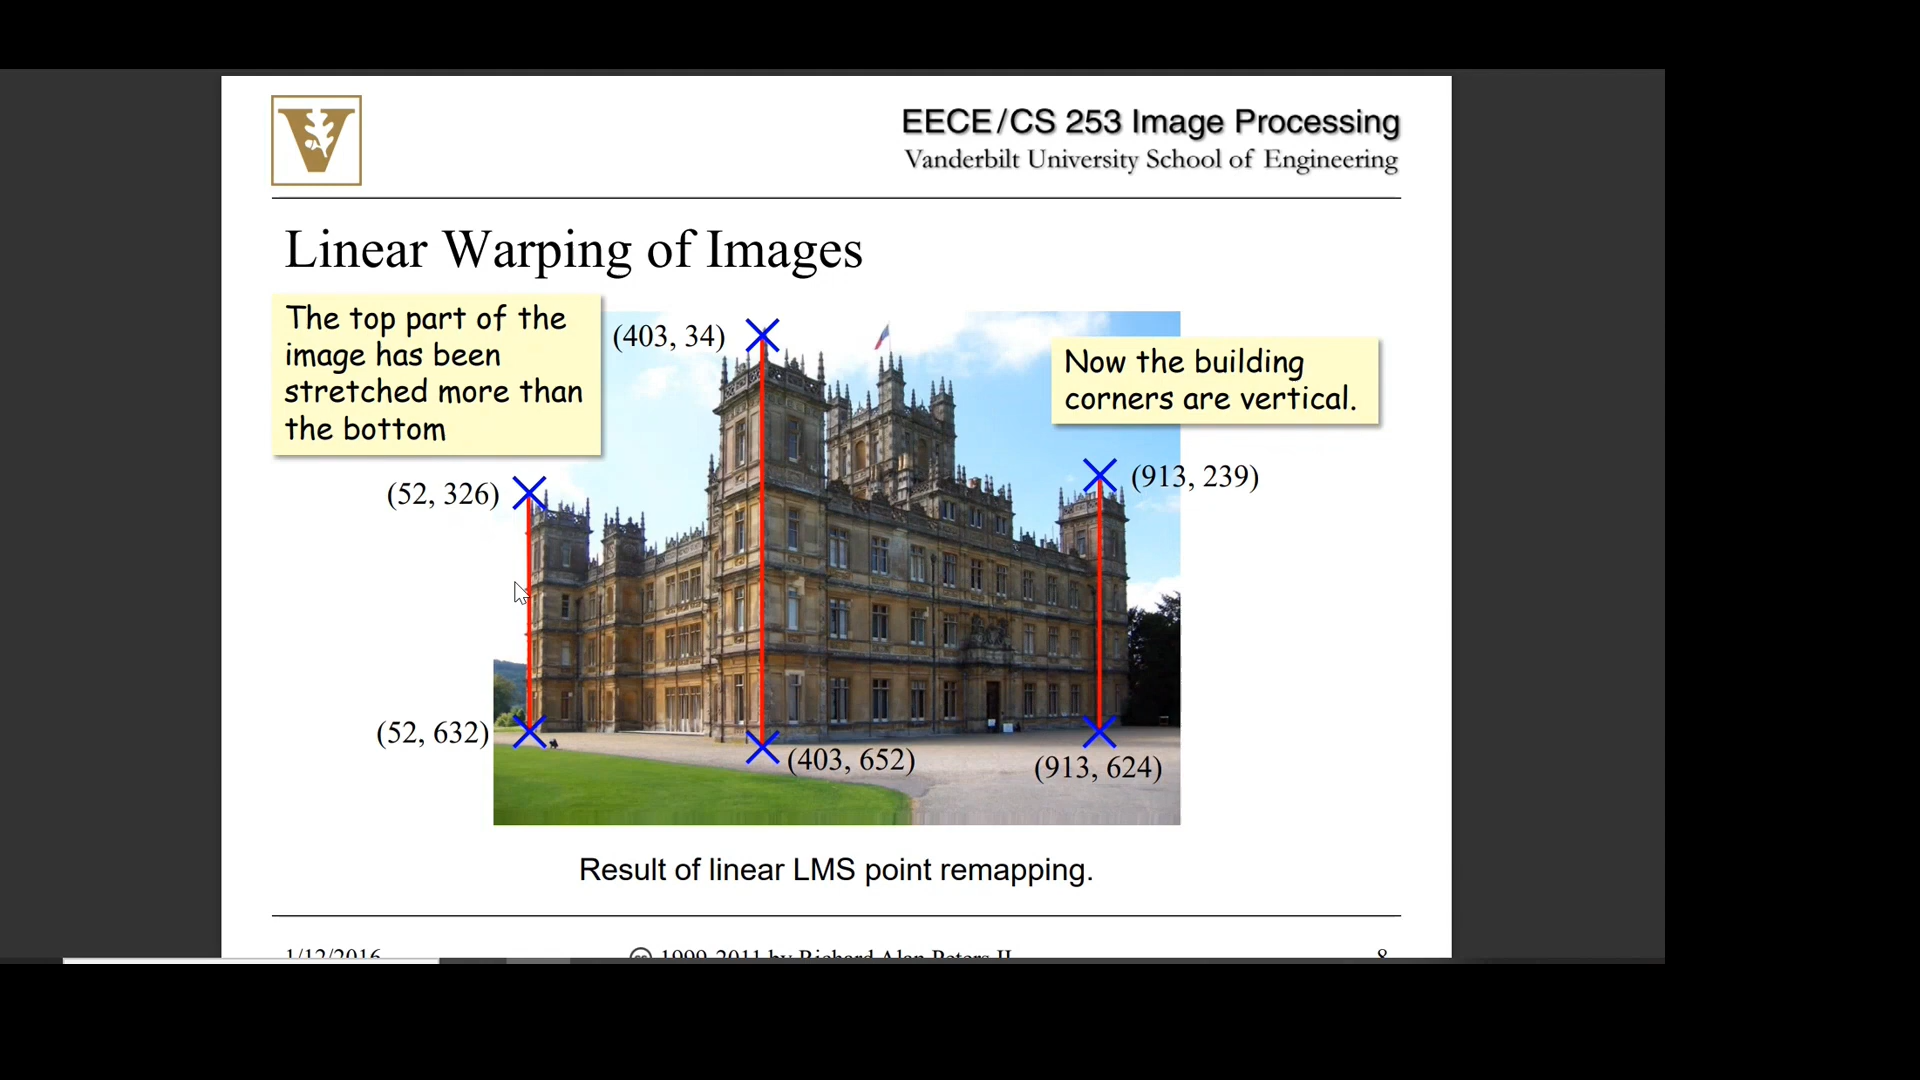 EECE/CS 253 Image Processing
Vanderbilt University School of Engineering
Linear Warping of Images
The top part of the
image has been
stretched more than
the bottom
(403, 34)
Now the building
corners are vertical.
(52, 326)
(913, 239)
(52, 632)
(403, 652)
(913, 624)
Result of linear LMS point remapping.
1/12/2016
1999-2011 by Richard Alan Peters II
8